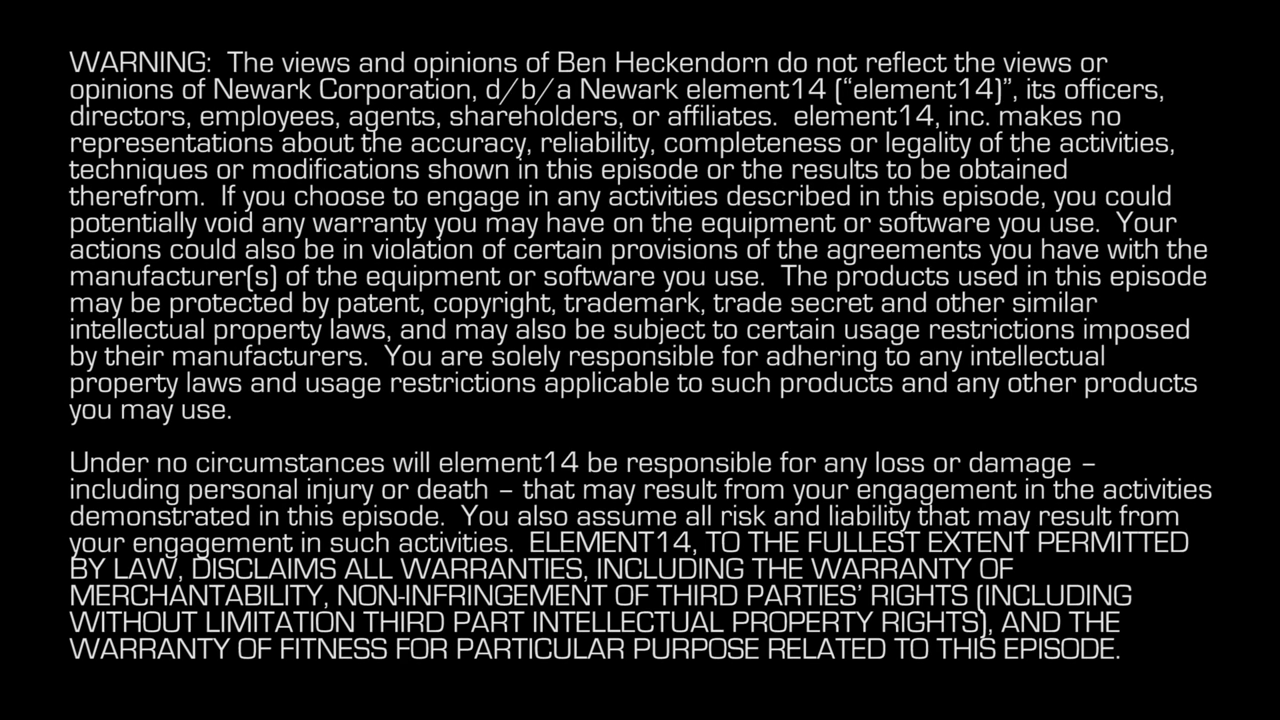 WARNING:  The views and opinions of Ben Heckendorn do not reflect the views or
opinions of Newark Corporation, d/b/a Newark element14 (“element14)”, its officers,
directors, employees, agents, shareholders, or affiliates.  element14, inc. makes no
representations about the accuracy, reliability, completeness or legality of the activities,
techniques or modifications shown in this episode or the results to be obtained
therefrom.  If you choose to engage in any activities described in this episode, you could
potentially void any warranty you may have on the equipment or software you use.  Your
actions could also be in violation of certain provisions of the agreements you have with the
manufacturer(s) of the equipment or software you use.  The products used in this episode
may be protected by patent, copyright, trademark, trade secret and other similar
intellectual property laws, and may also be subject to certain usage restrictions imposed
by their manufacturers.  You are solely responsible for adhering to any intellectual
property laws and usage restrictions applicable to such products and any other products
you may use.

Under no circumstances will element14 be responsible for any loss or damage –
including personal injury or death – that may result from your engagement in the activities
demonstrated in this episode.  You also assume all risk and liability that may result from
your engagement in such activities.  ELEMENT14, TO THE FULLEST EXTENT PERMITTED
BY LAW, DISCLAIMS ALL WARRANTIES, INCLUDING THE WARRANTY OF
MERCHANTABILITY, NON-INFRINGEMENT OF THIRD PARTIES’ RIGHTS (INCLUDING
WITHOUT LIMITATION THIRD PART INTELLECTUAL PROPERTY RIGHTS), AND THE
WARRANTY OF FITNESS FOR PARTICULAR PURPOSE RELATED TO THIS EPISODE.